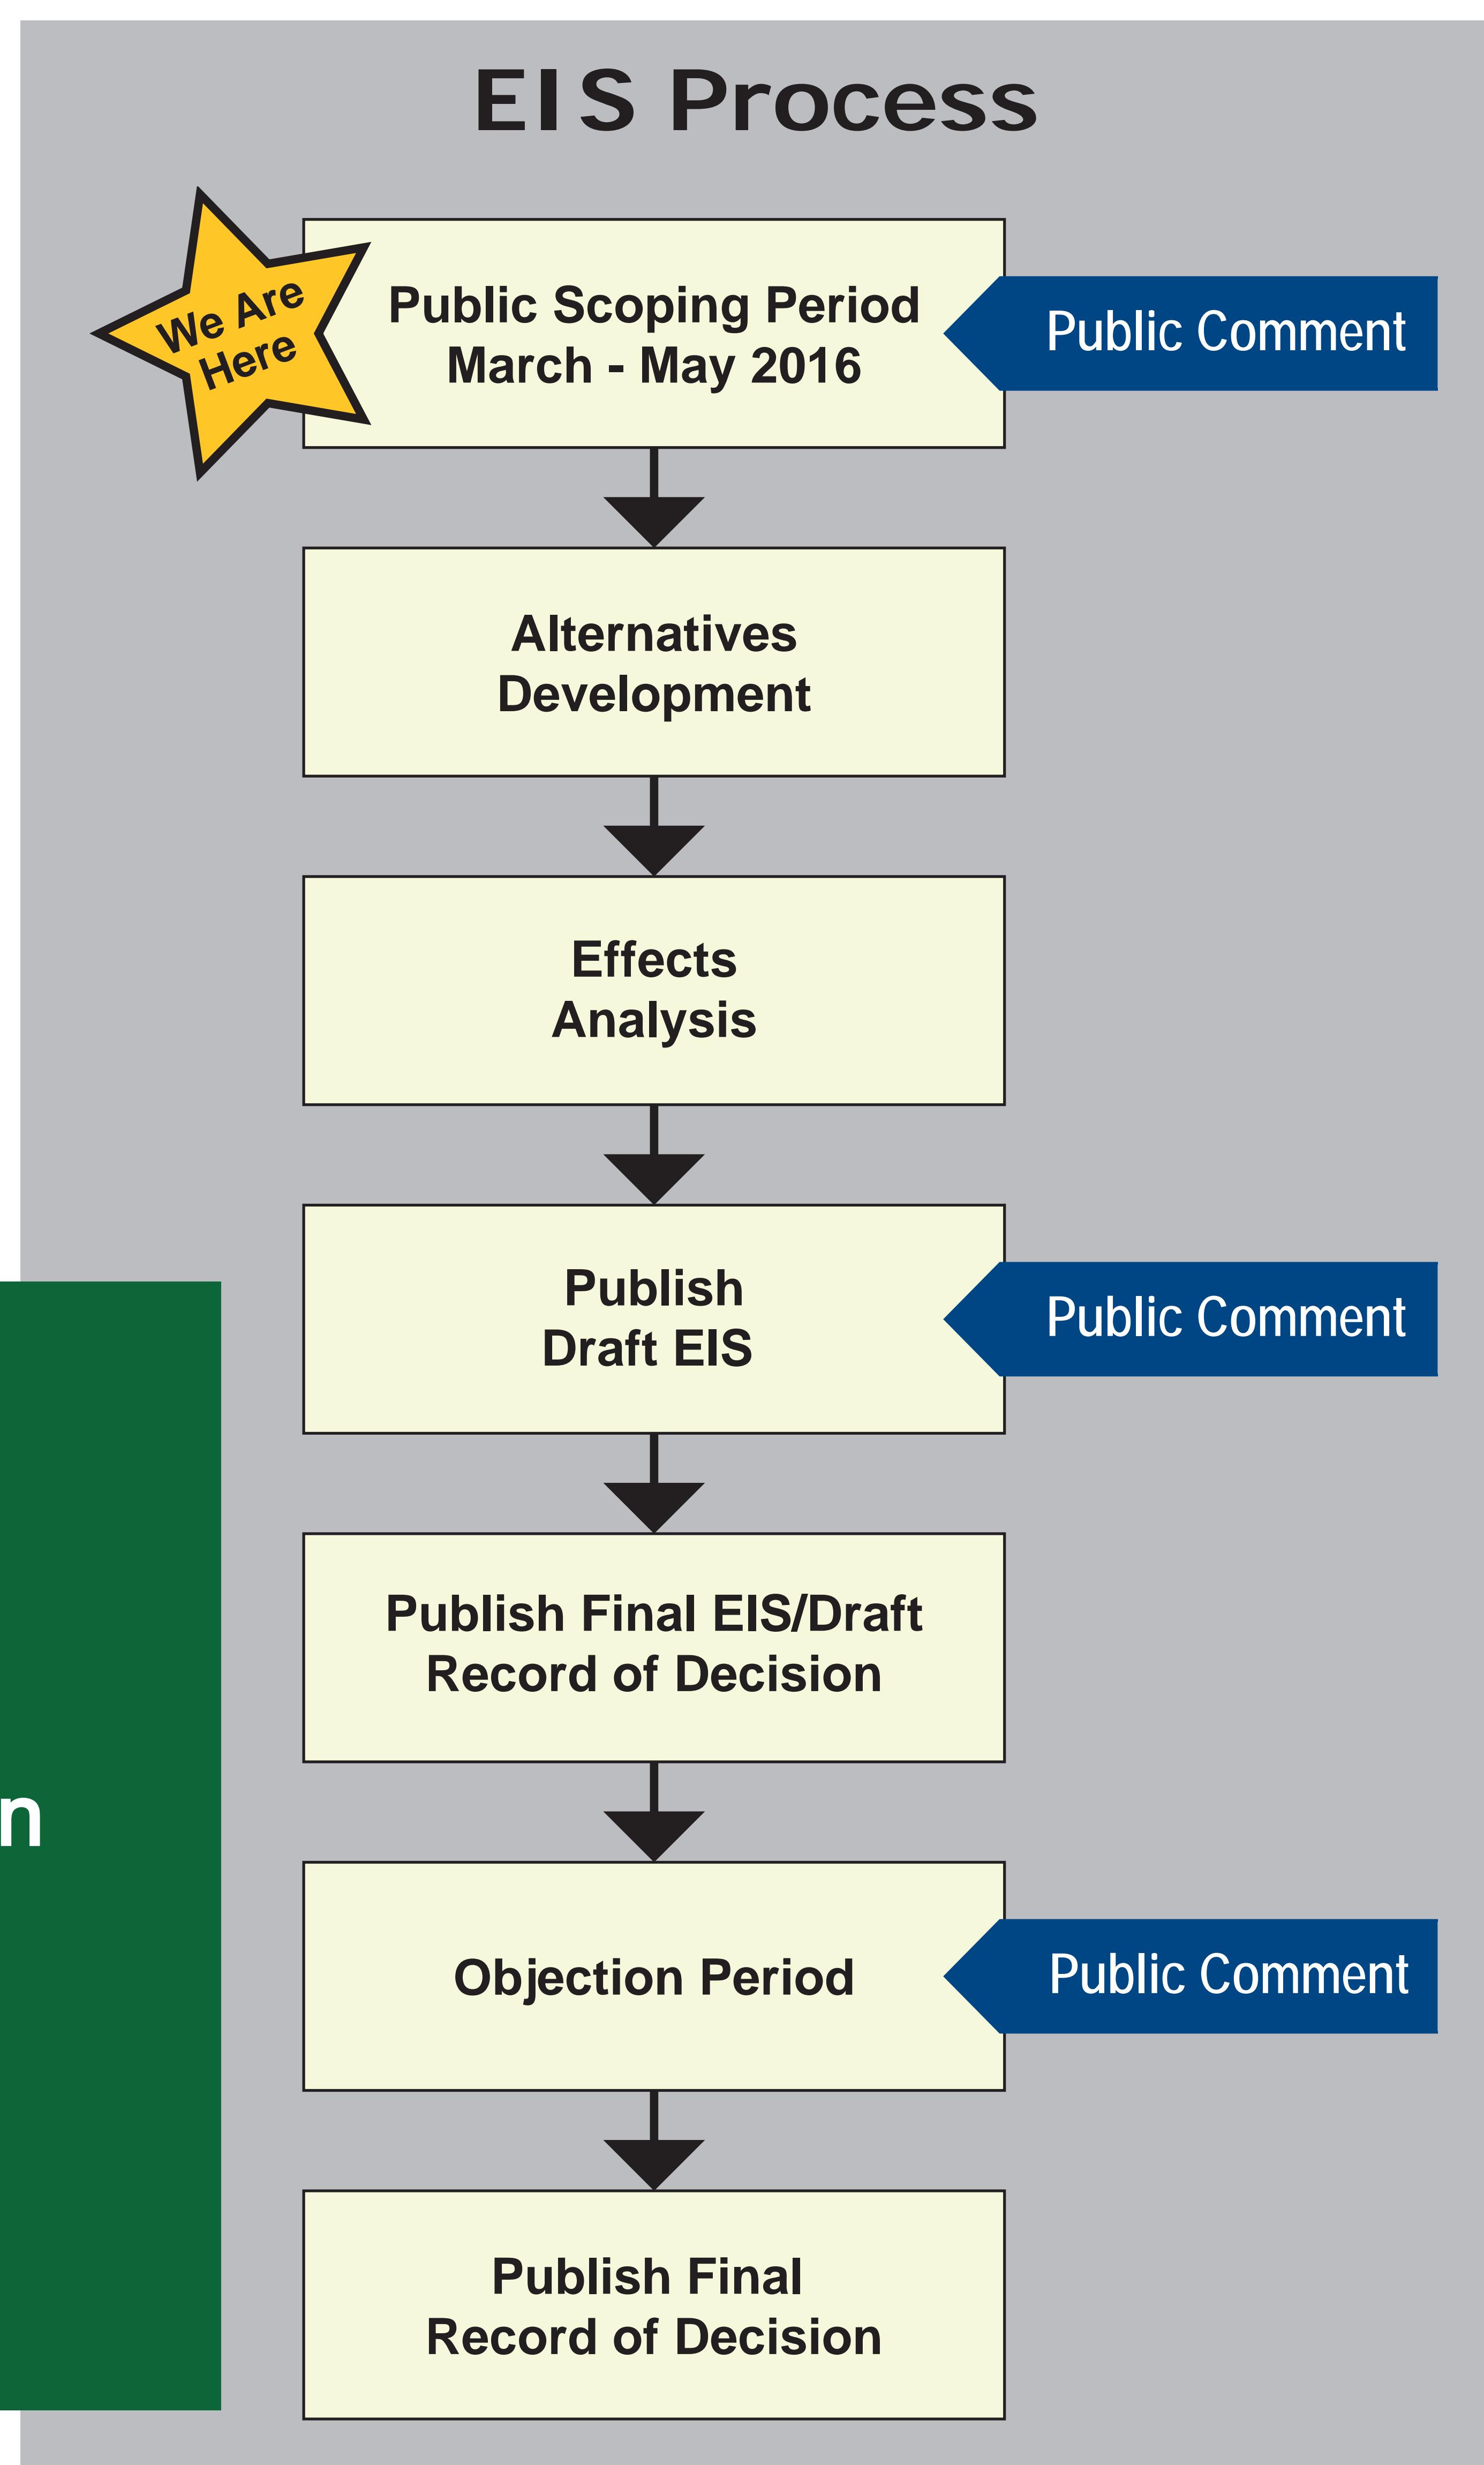 EIS Process
We Are
Here
Public Scoping Period
March - May 2016
Public Comment
Alternatives
Development
Effects
Analysis
Publish
Draft EIS
Public Comment
Publish Final EIS/Draft
Record of Decision
n
Objection Period
Public Comment
Publish Final
Record of Decision